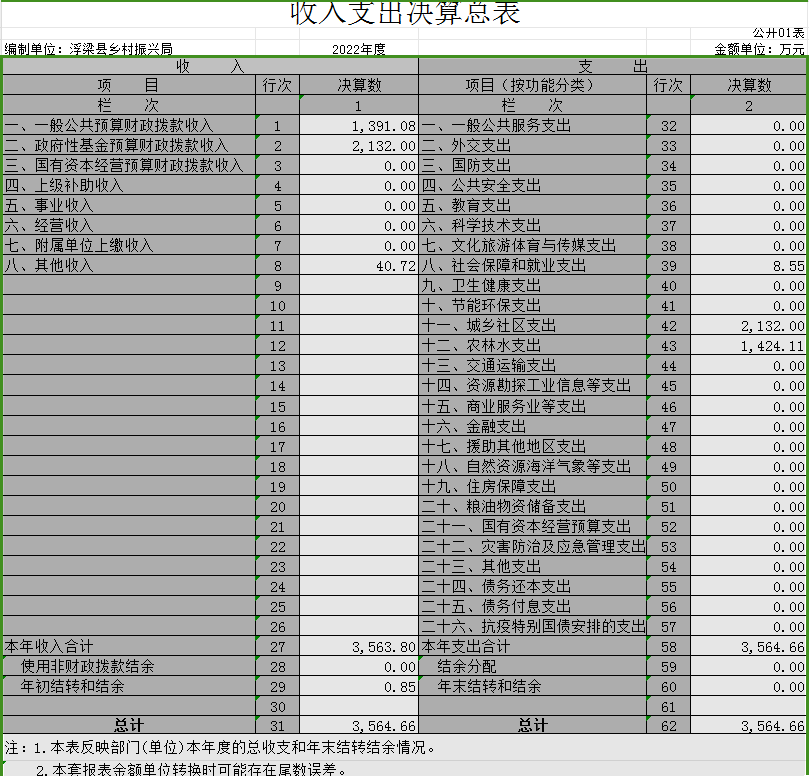 收入支出决算总表
公开01表
编制单位：浮梁县乡村振兴局 2022年度 金额单位：万元
收 入 支 出
项 目 行次 决算数 项目（按功能分类） 行次 决算数
栏 次 1 栏 次 2
一、一般公共预算财政拨款收入 1 1,391.08 一、一般公共服务支出 32 0.00
二、政府性基金预算财政拨款收入 2 2,132.00 二、外交支出 33 0.00
三、国有资本经营预算财政拨款收入 3 0.00 三、国防支出 34 0.00
四、上级补助收入 4 0.00 四、公共安全支出 35 0.00
五、事业收入 5 0.00 五、教育支出 36 0.00
六、经营收入 6 0.00 六、科学技术支出 37 0.00
七、附属单位上缴收入 7 0.00 七、文化旅游体育与传媒支出 38 0.00
八、其他收入 8 40.72 八、社会保障和就业支出 39 8.55
9 九、卫生健康支出 40 0.00
10 十、节能环保支出 41 0.00
11 十一、城乡社区支出 42 2,132.00
12 十二、农林水支出 43 1,424.11
13 十三、交通运输支出 44 0.00
14 十四、资源勘探工业信息等支出 45 0.00
15 十五、商业服务业等支出 46 0.00
16 十六、金融支出 47 0.00
17 十七、援助其他地区支出 48 0.00
18 十八、自然资源海洋气象等支出 49 0.00
19 十九、住房保障支出 50 0.00
20 二十、粮油物资储备支出 51 0.00
21 二十一、国有资本经营预算支出 52 0.00
22 二十二、灾害防治及应急管理支出 53 0.00
23 二十三、其他支出 54 0.00
24 二十四、债务还本支出 55 0.00
25 二十五、债务付息支出 56 0.00
26 二十六、抗疫特别国债安排的支出 57 0.00
本年收入合计 27 3,563.80 本年支出合计 58 3,564.66
使用非财政拨款结余 28 0.00 结余分配 59 0.00
年初结转和结余 29 0.85 年末结转和结余 60 0.00
30 61
总计 31 3,564.66 总计 62 3,564.66
注：1.本表反映部门(单位)本年度的总收支和年末结转结余情况。
2.本套报表金额单位转换时可能存在尾数误差。